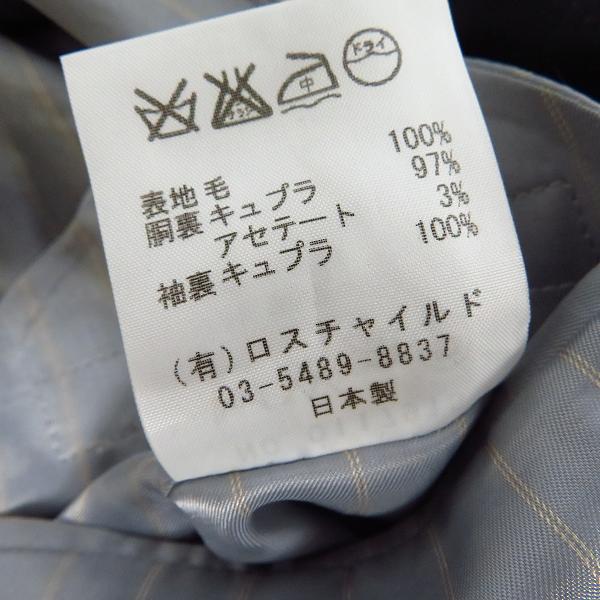 中 ドライ
表地 毛 100%
胴裏 キュプラ 97%
アセテート 3%
袖裏 キュプラ 100%
(有)ロスチャイルド
03-5489-8837
日本製